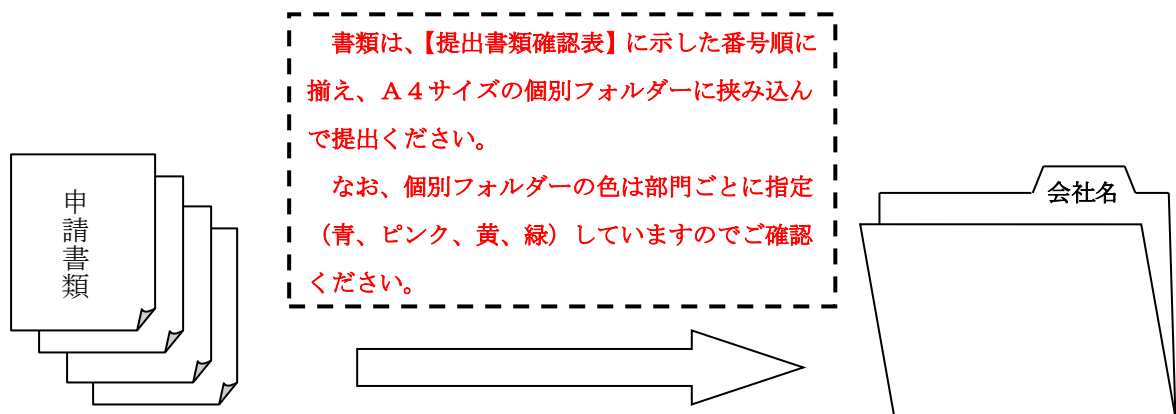 書類は、【提出書類確認表】に示した番号順に
揃え、Ａ４サイズの個別フォルダーに挟み込ん
で提出ください。
　なお、個別フォルダーの色は部門ごとに指定
（青、ピンク、黄、緑）していますのでご確認
ください。
申請書類
会社名